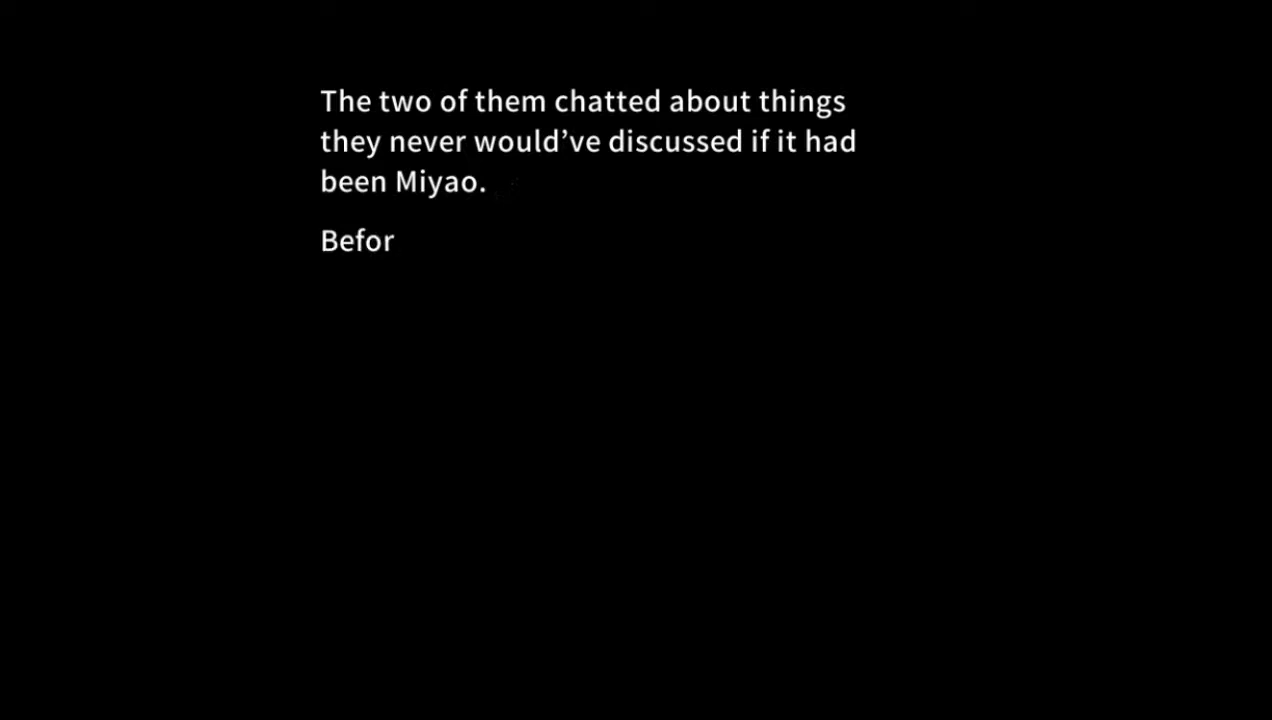 The two of them chatted about things
they never would’ve discussed if it had
been Miyao.
Befor